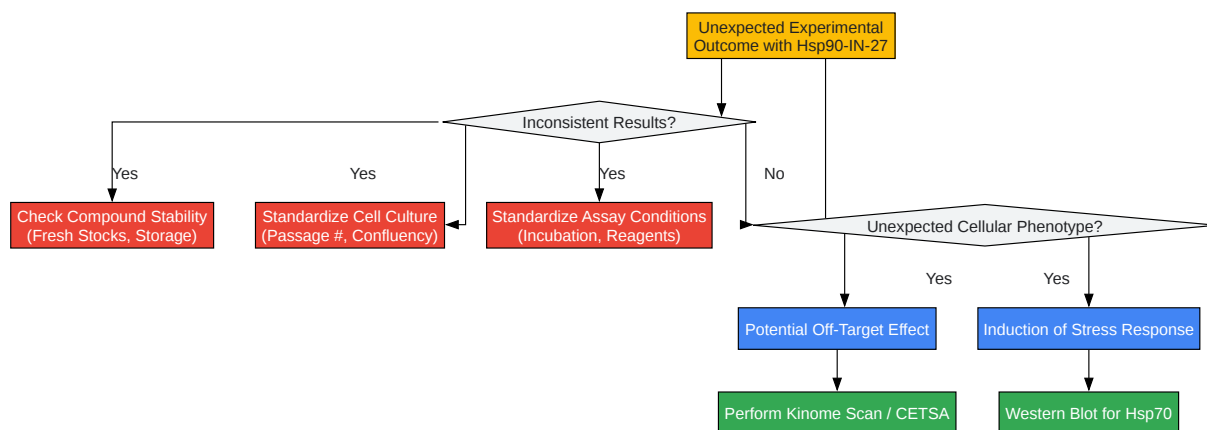 Unexpected Experimental
Outcome with Hsp90-IN-27
Inconsistent Results?
Yes
Yes
Yes
No
Check Compound Stability
(Fresh Stocks, Storage)
Standardize Cell Culture
(Passage #, Confluency)
Standardize Assay Conditions
(Incubation, Reagents)
Unexpected Cellular Phenotype?
Yes
Yes
Potential Off-Target Effect
Induction of Stress Response
Perform Kinome Scan / CETSA
Western Blot for Hsp70